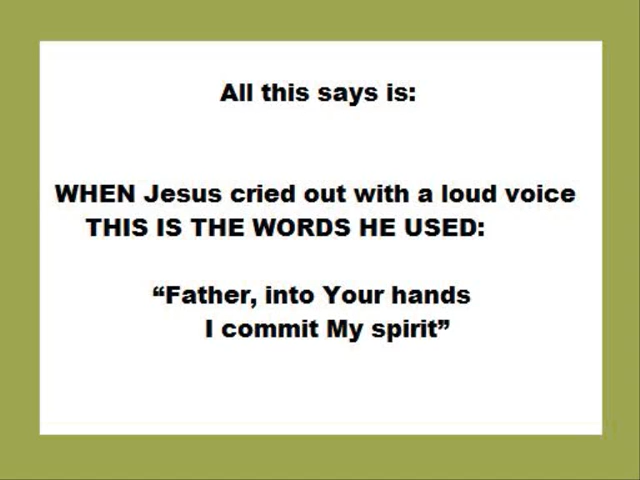 All this says is:
WHEN Jesus cried out with a loud voice
THIS IS THE WORDS HE USED:
“Father, into Your hands
I commit My spirit”